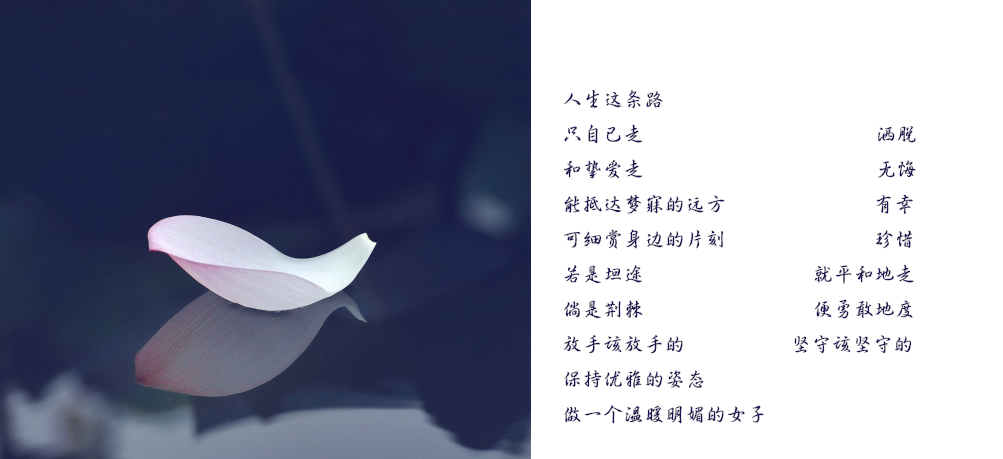 人生这条路
只自己走 洒脱
和挚爱走 无悔
能抵达梦寐的远方 有幸
可细赏身边的片刻 珍惜
若是坦途 就平和地走
倘是荆棘 便勇敢地度
放手该放手的 坚守该坚守的
保持优雅的姿态
做一个温暖明媚的女子